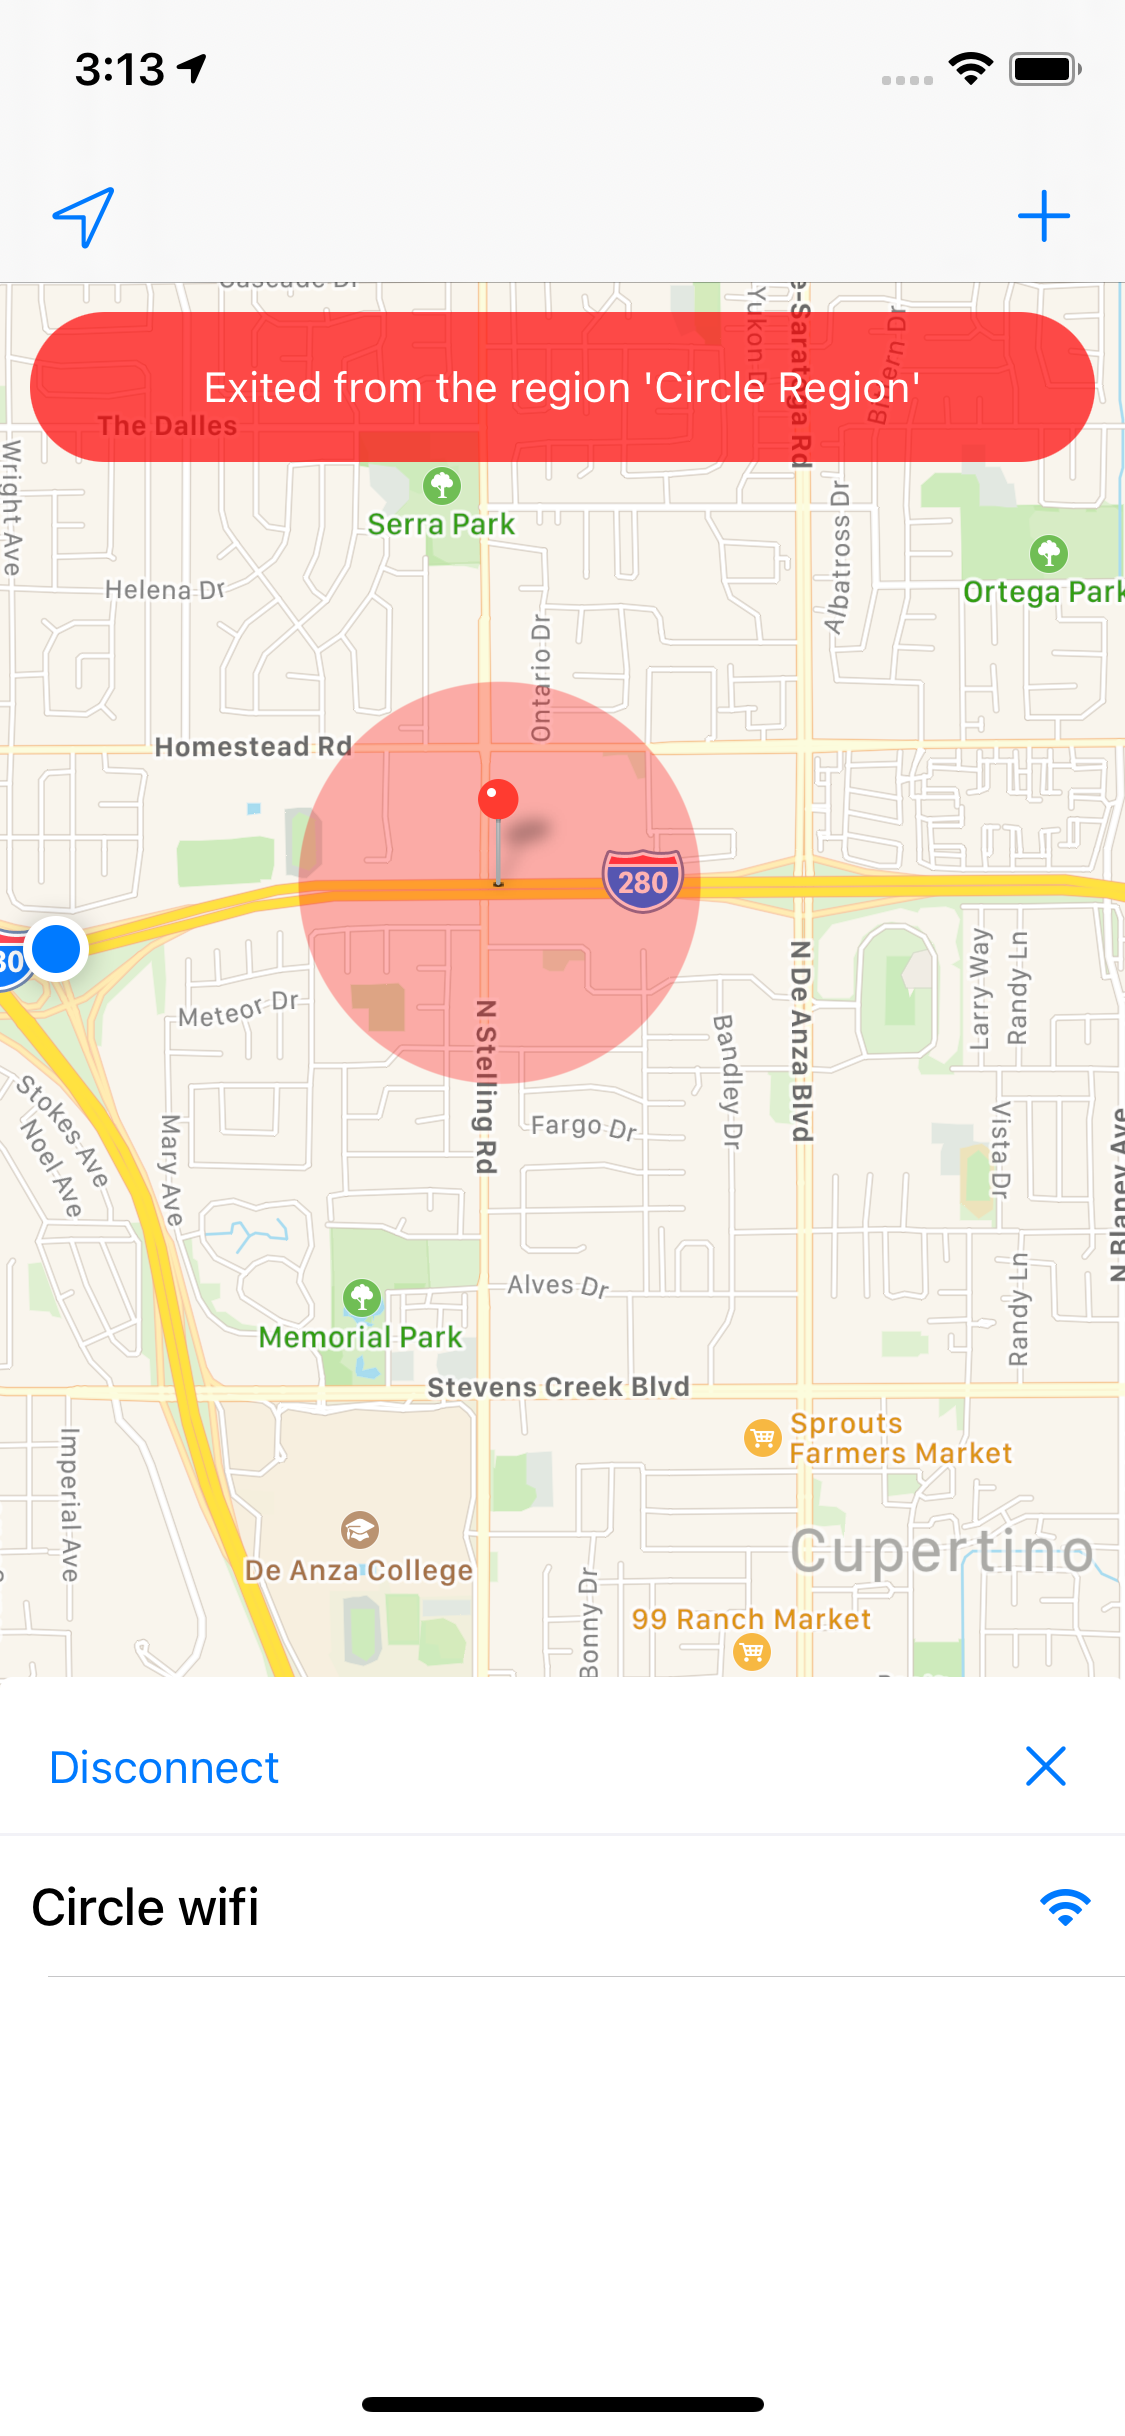 3:13
Cascade Dr
Yukon D
e-Saratoga Rd
Bittern Dr
Exited from the region 'Circle Region'
The Dalles
Wright Ave
Serra Park
Albatross Dr
Ortega Park
Helena Dr
Ontario Dr
Homestead Rd
280
80
N De Anza Blvd
Larry Way
Randy Ln
Meteor Dr
N Stelling Rd
Bandley Dr
Stokes Ave
Noel Ave
Mary Ave
Fargo Dr
Vista Dr
N Blaney Ave
Alves Dr
Randy Ln
Memorial Park
Stevens Creek Blvd
Sprouts
Farmers Market
Imperial Ave
De Anza College
Cupertino
Bonny Dr
99 Ranch Market
Disconnect
Circle wifi